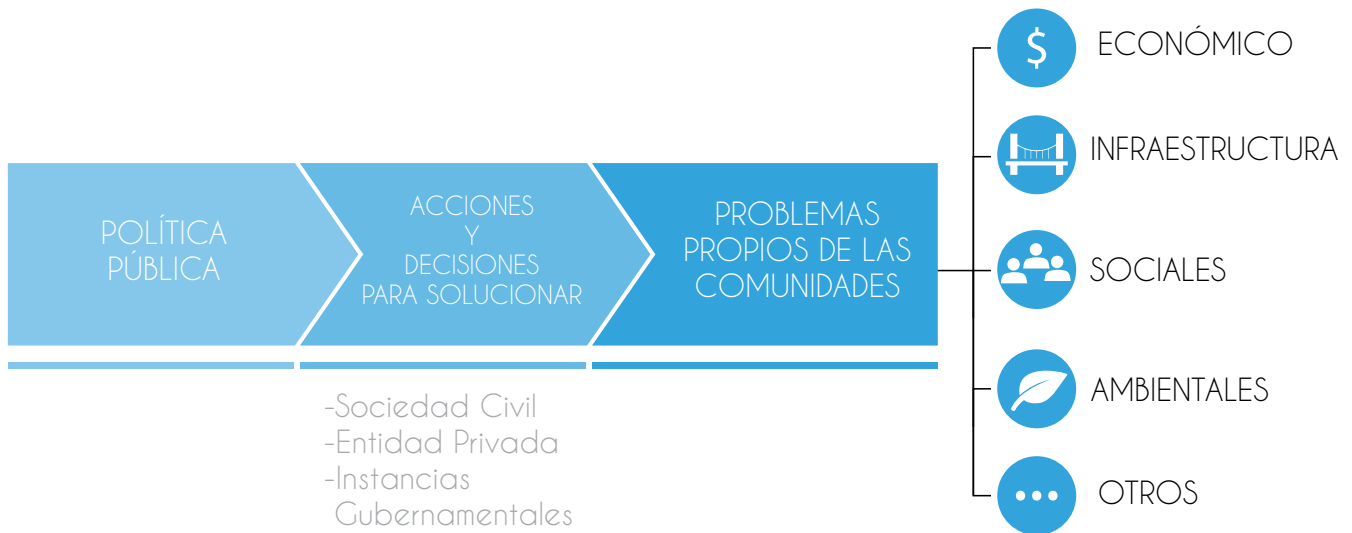 POLÍTICA
PÚBLICA
ACCIONES
Y
DECISIONES
PARA SOLUCIONAR
-Sociedad Civil
-Entidad Privada
-Instancias
Gubernamentales
PROBLEMAS
PROPIOS DE LAS
COMUNIDADES
$ ECONÓMICO
INFRAESTRUCTURA
SOCIALES
AMBIENTALES
OTROS